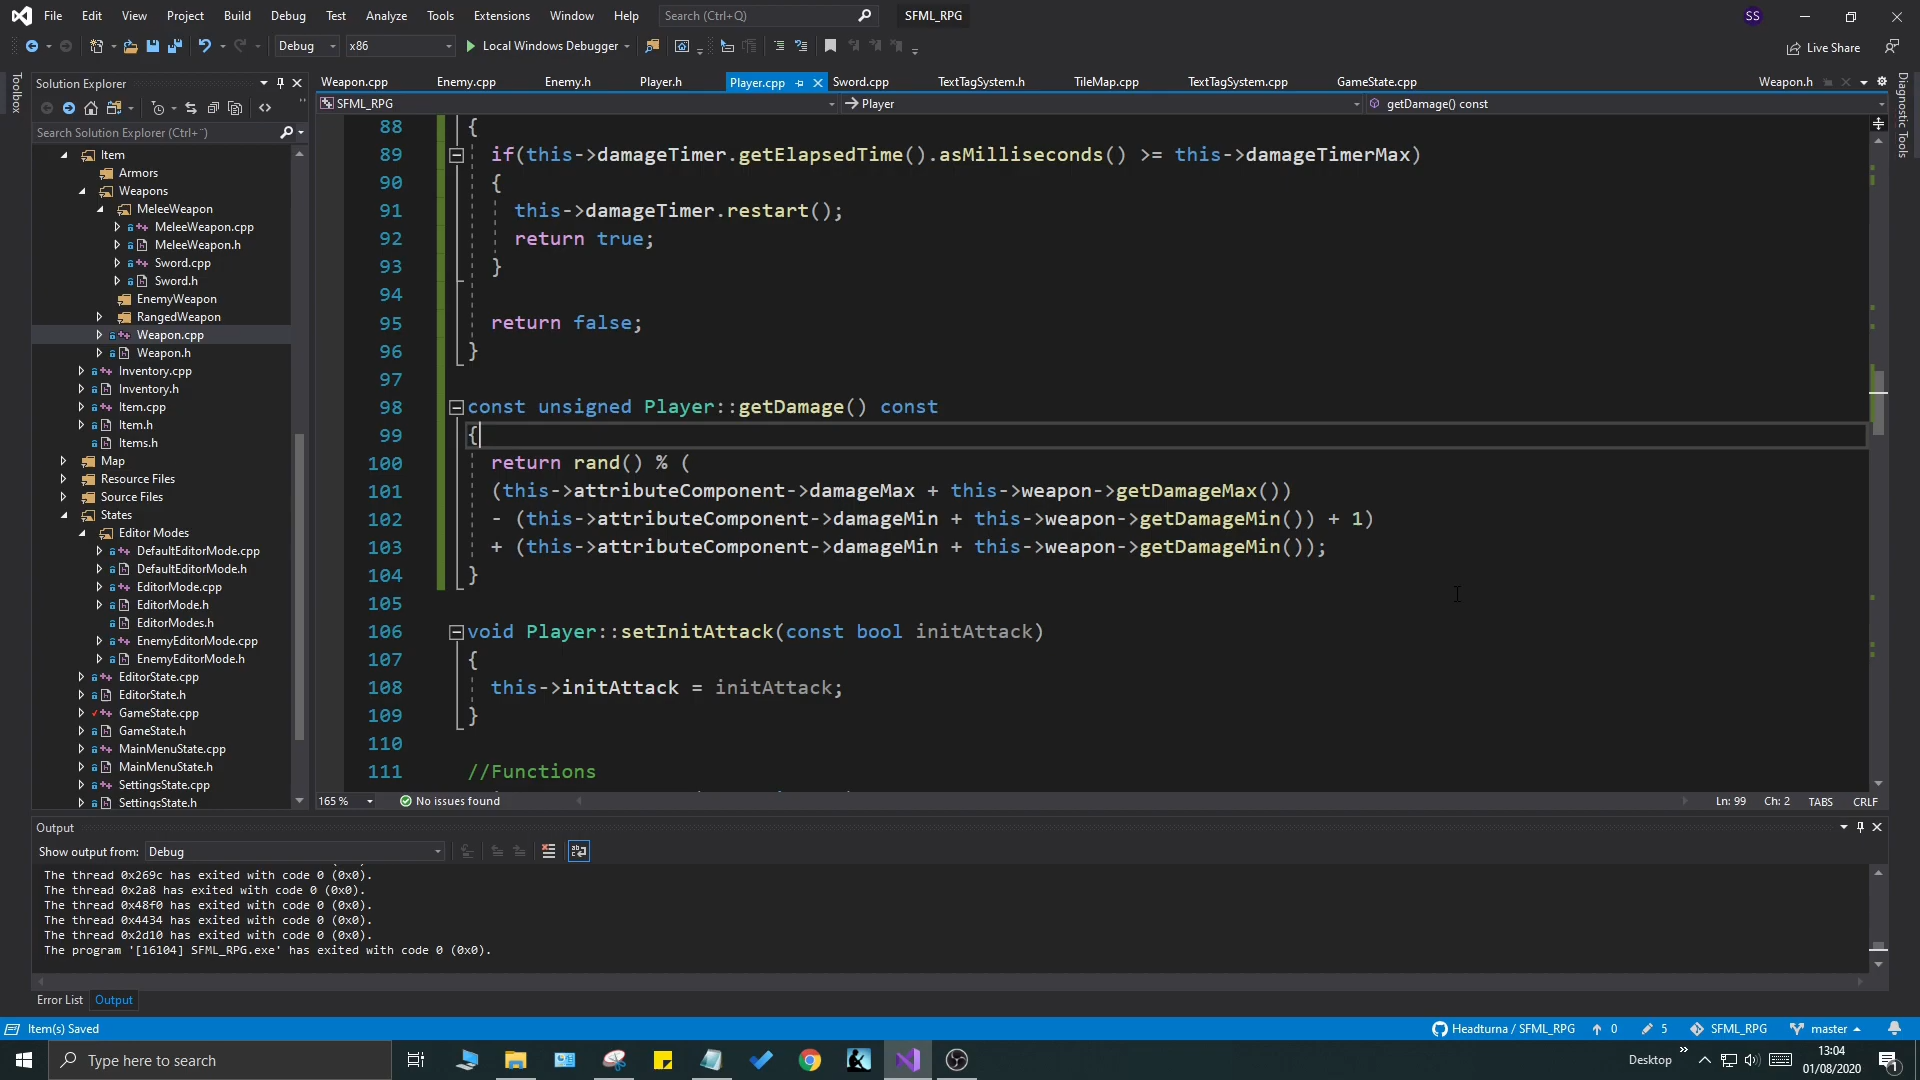 File Edit View Project Build Debug Test Analyze Tools Extensions Window Help Search (Ctrl+Q) SFML_RPG SS
Debug x86 Local Windows Debugger Live Share
Toolbox
Solution Explorer
Search Solution Explorer (Ctrl+¨)
Item
Armors
Weapons
MeleeWeapon
MeleeWeapon.cpp
MeleeWeapon.h
Sword.cpp
Sword.h
EnemyWeapon
RangedWeapon
Weapon.cpp
Weapon.h
Inventory.cpp
Inventory.h
Item.cpp
Item.h
Items.h
Map
Resource Files
Source Files
States
Editor Modes
DefaultEditorMode.cpp
DefaultEditorMode.h
EditorMode.cpp
EditorMode.h
EditorModes.h
EnemyEditorMode.cpp
EnemyEditorMode.h
EditorState.cpp
EditorState.h
GameState.cpp
GameState.h
MainMenuState.cpp
MainMenuState.h
SettingsState.cpp
SettingsState.h
Weapon.cpp Enemy.cpp Enemy.h Player.h Player.cpp Sword.cpp TextTagSystem.h TileMap.cpp TextTagSystem.cpp GameState.cpp Weapon.h
SFML_RPG Player getDamage() const
Diagnostic Tools
88 {
89 if(this->damageTimer.getElapsedTime().asMilliseconds() >= this->damageTimerMax)
90 {
91 this->damageTimer.restart();
92 return true;
93 }
94
95 return false;
96 }
97
98 const unsigned Player::getDamage() const
99 {
100 return rand() % (
101 (this->attributeComponent->damageMax + this->weapon->getDamageMax())
102 - (this->attributeComponent->damageMin + this->weapon->getDamageMin()) + 1)
103 + (this->attributeComponent->damageMin + this->weapon->getDamageMin());
104 }
105
106 void Player::setInitAttack(const bool initAttack)
107 {
108 this->initAttack = initAttack;
109 }
110
111 //Functions
165 % No issues found Ln: 99 Ch: 2 TABS CRLF
Output
Show output from: Debug
The thread 0x269c has exited with code 0 (0x0).
The thread 0x2a8 has exited with code 0 (0x0).
The thread 0x48f0 has exited with code 0 (0x0).
The thread 0x4434 has exited with code 0 (0x0).
The thread 0x2d10 has exited with code 0 (0x0).
The program '[16104] SFML_RPG.exe' has exited with code 0 (0x0).
Error List Output
Item(s) Saved Headturna / SFML_RPG 0 5 SFML_RPG master
Type here to search Desktop 13:04
01/08/2020 1